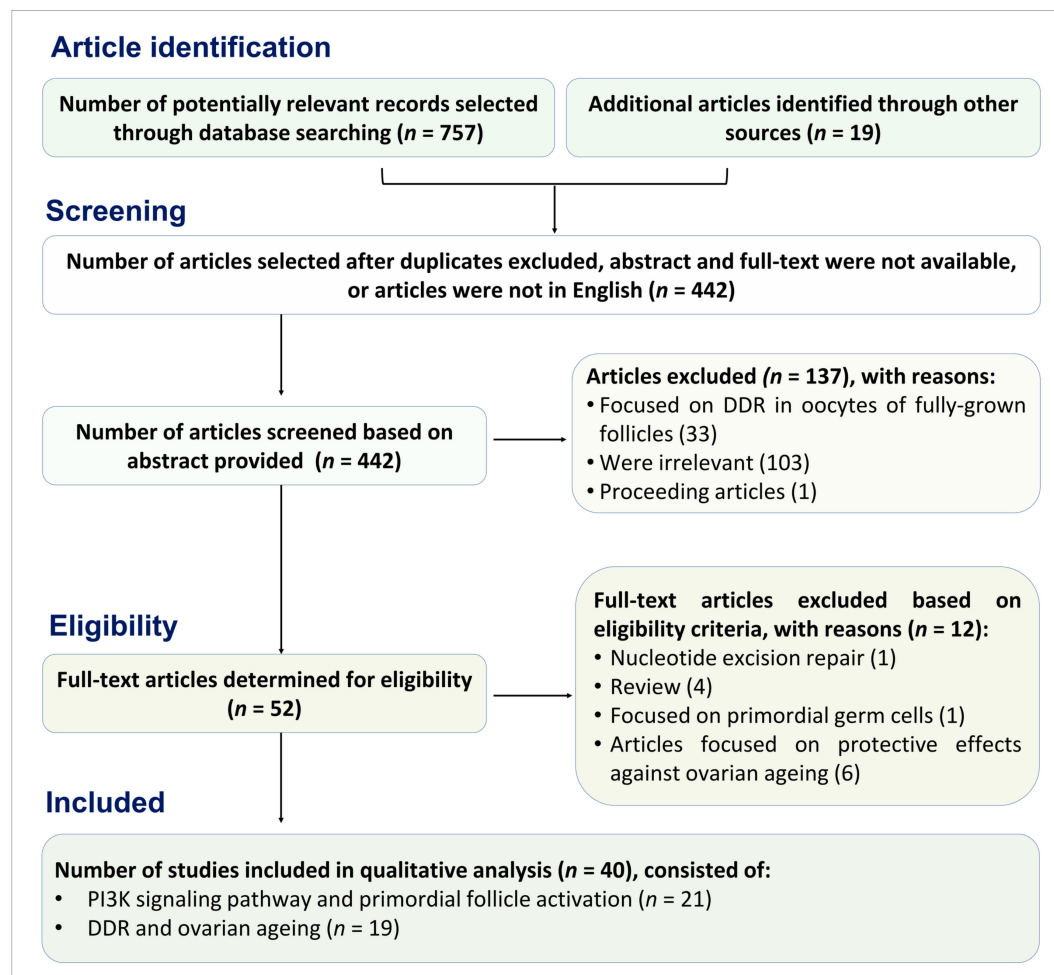 Article identification
Number of potentially relevant records selected
through database searching (n = 757)
Additional articles identified through other
sources (n = 19)
Screening
Number of articles selected after duplicates excluded, abstract and full-text were not available,
or articles were not in English (n = 442)
Number of articles screened based on
abstract provided (n = 442)
Articles excluded (n = 137), with reasons:
• Focused on DDR in oocytes of fully-grown
follicles (33)
• Were irrelevant (103)
• Proceeding articles (1)
Eligibility
Full-text articles determined for eligibility
(n = 52)
Full-text articles excluded based on
eligibility criteria, with reasons (n = 12):
• Nucleotide excision repair (1)
• Review (4)
• Focused on primordial germ cells (1)
• Articles focused on protective effects
against ovarian ageing (6)
Included
Number of studies included in qualitative analysis (n = 40), consisted of:
• PI3K signaling pathway and primordial follicle activation (n = 21)
• DDR and ovarian ageing (n = 19)